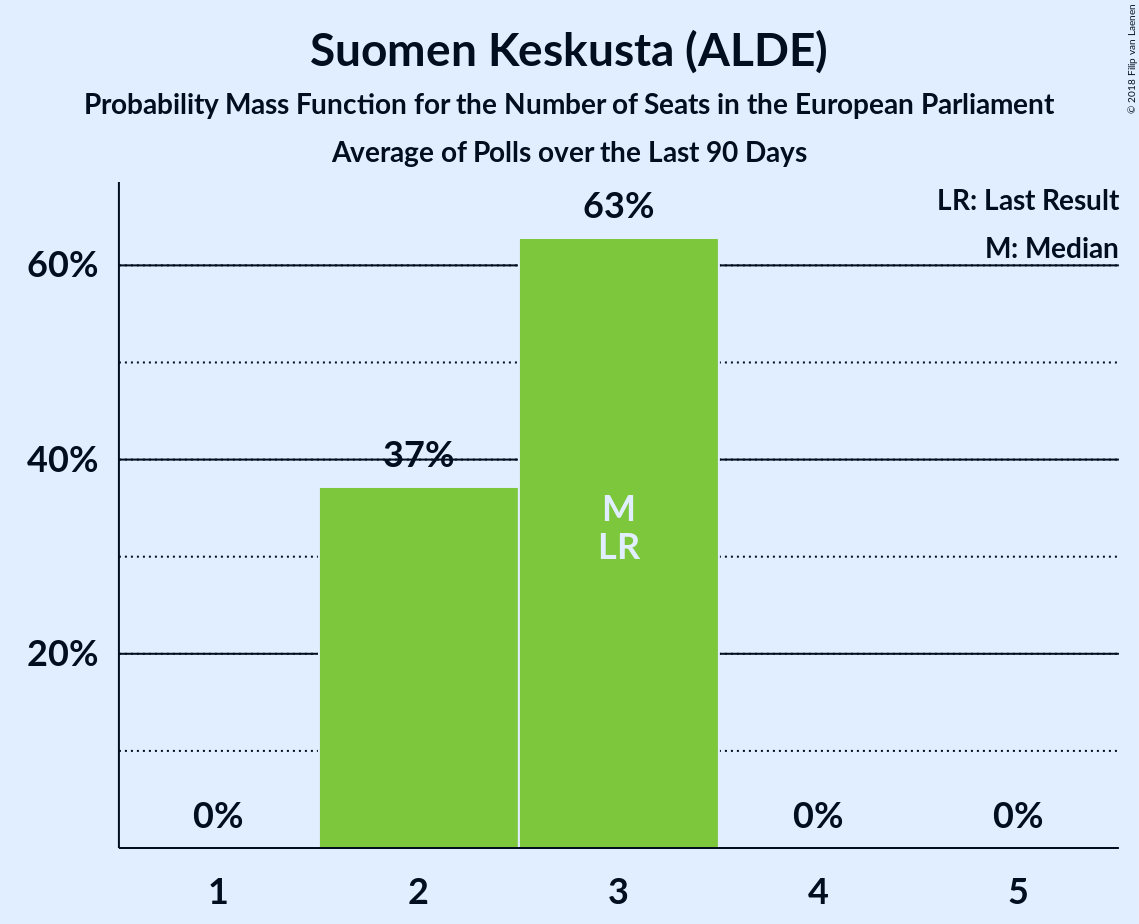 Suomen Keskusta (ALDE)
Probability Mass Function for the Number of Seats in the European Parliament
Average of Polls over the Last 90 Days
© 2018 Filip van Laenen
LR: Last Result
M: Median
63%
60%
37%
40%
M
LR
20%
0%
0%
0%
1
2
3
4
5